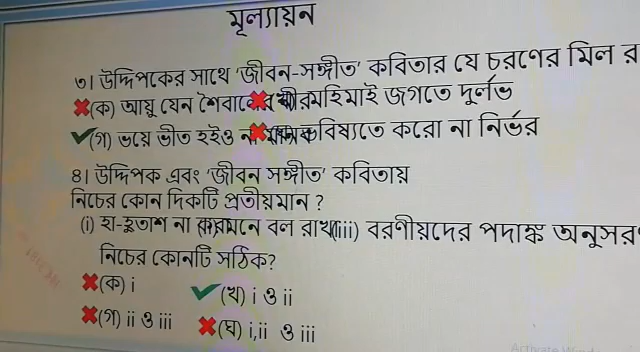 মূল্যায়ন
৩। উদ্দিপকের সাথে 'জীবন-সঙ্গীত' কবিতার যে চরণের মিল র
(ক) আয়ু যেন শৈবালের মহিমাই জগতে দুর্লভ
(গ) ভয়ে ভীত হইও না ভবিষ্যতে করো না নির্ভর
৪। উদ্দিপক এবং 'জীবন সঙ্গীত' কবিতায়
নিচের কোন দিকটি প্রতীয়মান ?
(i) হা-হুতাশ না বল রাখা (iii) বরণীয়দের পদাঙ্ক অনুসর
নিচের কোনটি সঠিক?
(ক) i
(খ) i ও ii
(গ) ii ও iii
(ঘ) i,ii ও iii